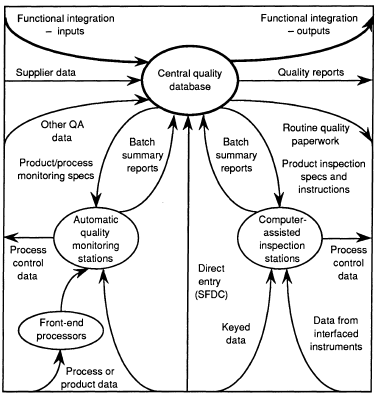 Functional integration
– inputs
Functional integration
– outputs
Supplier data
Central quality
database
Quality reports
Other QA
data
Routine quality
paperwork
Product/process
monitoring specs
Batch
summary
reports
Batch
summary
reports
Product inspection
specs and
instructions
Automatic
quality
monitoring
stations
Computer-
assisted
inspection
stations
Process
control
data
Process
control
data
Direct
entry
(SFDC)
Front-end
processors
Keyed
data
Data from
interfaced
instruments
Process or
product data